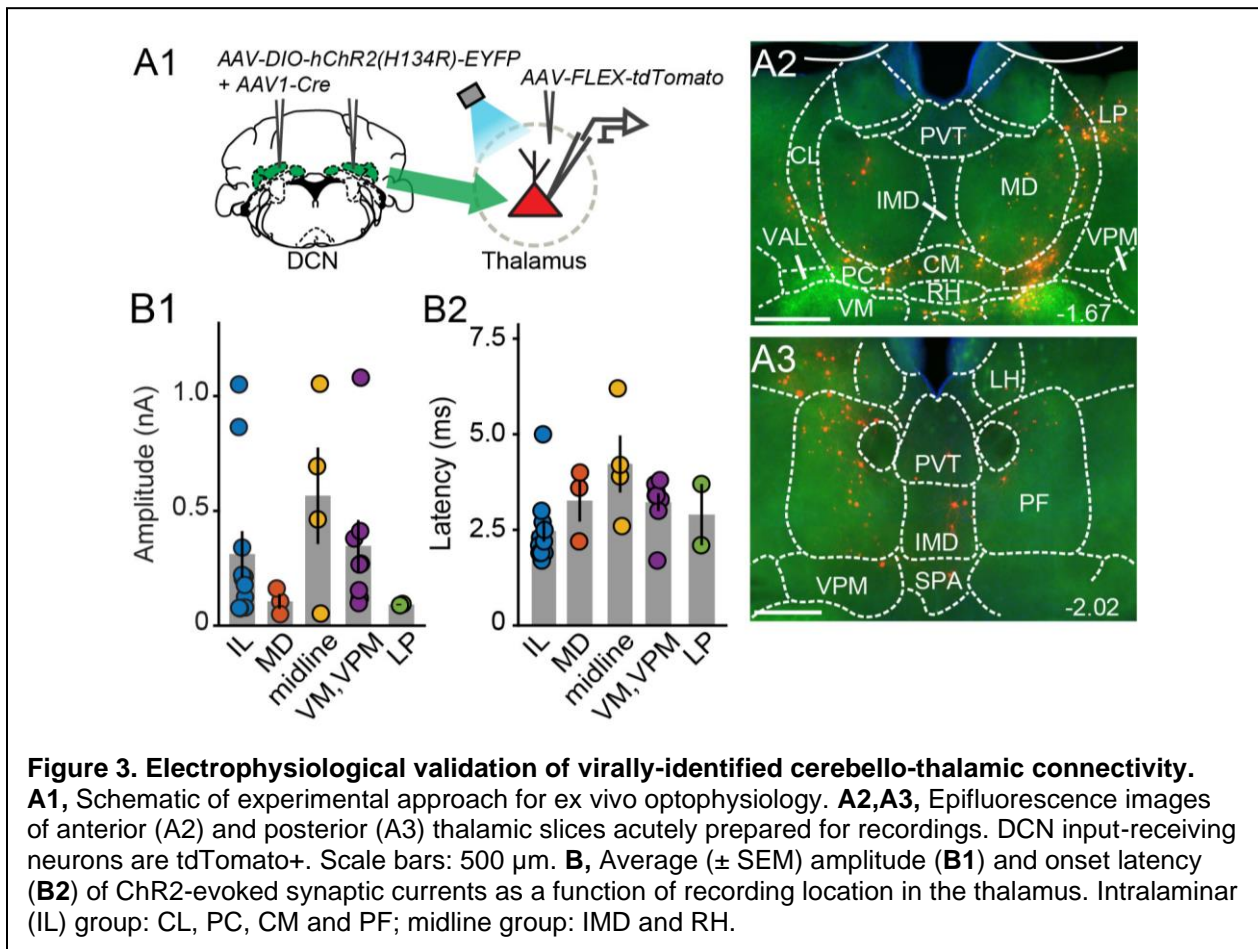 A1
AAV-DIO-hChR2(H134R)-EYFP
+ AAV1-Cre
AAV-FLEX-tdTomato
DCN
Thalamus
A2
PVT
LP
CL
MD
IMD
VAL
VPM
PC
CM
RH
VM
-1.67
A3
LH
PVT
PF
IMD
VPM
SPA
-2.02
B1
Amplitude (nA)
1.0
0.5
0
IL
MD
midline
VM, VPM
LP
B2
Latency (ms)
7.5
5.0
2.5
0
IL
MD
midline
VM, VPM
LP
Figure 3. Electrophysiological validation of virally-identified cerebello-thalamic connectivity.
A1, Schematic of experimental approach for ex vivo optophysiology. A2,A3, Epifluorescence images
of anterior (A2) and posterior (A3) thalamic slices acutely prepared for recordings. DCN input-receiving
neurons are tdTomato+. Scale bars: 500 µm. B, Average (± SEM) amplitude (B1) and onset latency
(B2) of ChR2-evoked synaptic currents as a function of recording location in the thalamus. Intralaminar
(IL) group: CL, PC, CM and PF; midline group: IMD and RH.